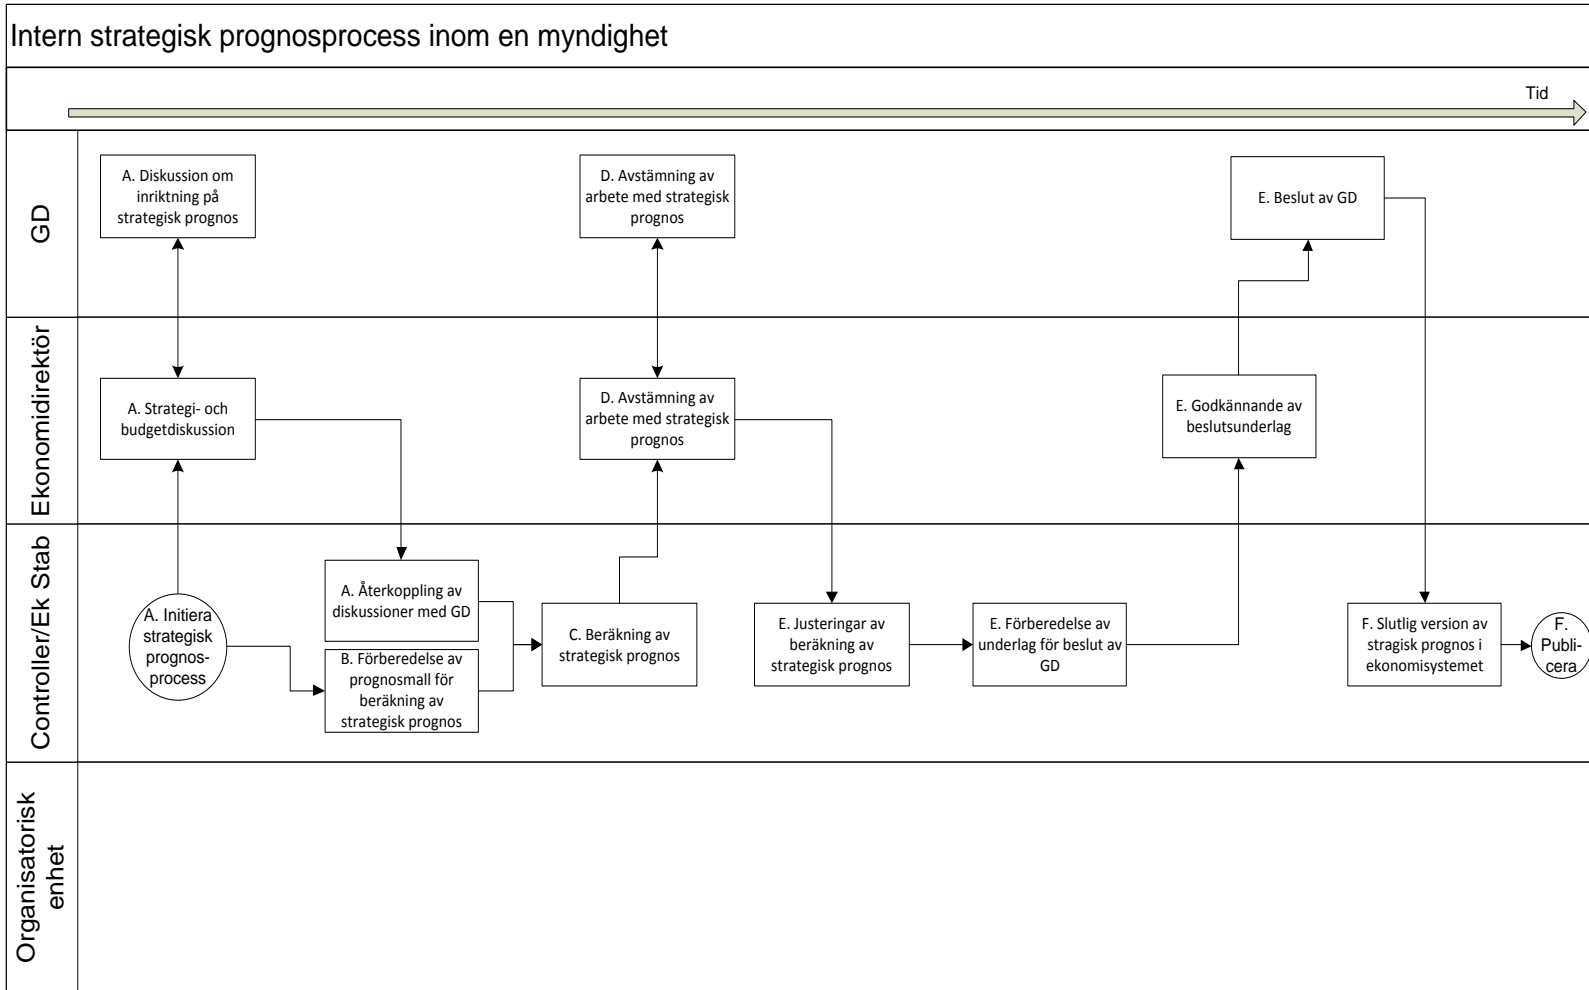 Intern strategisk prognosprocess inom en myndighet
Tid
GD
A. Diskussion om
inriktning på
strategisk prognos
D. Avstämning av
arbete med strategisk
prognos
E. Beslut av GD
Ekonomidirektör
A. Strategi- och
budgetdiskussion
D. Avstämning av
arbete med strategisk
prognos
E. Godkännande av
beslutsunderlag
Controller/Ek Stab
A. Initiera
strategisk
prognos-
process
A. Återkoppling av
diskussioner med GD
B. Förberedelse av
prognosmall för
beräkning av
strategisk prognos
C. Beräkning av
strategisk prognos
E. Justeringar av
beräkning av
strategisk prognos
E. Förberedelse av
underlag för beslut av
GD
F. Slutlig version av
stragisk prognos i
ekonomisystemet
F.
Publi-
cera
Organisatorisk
enhet